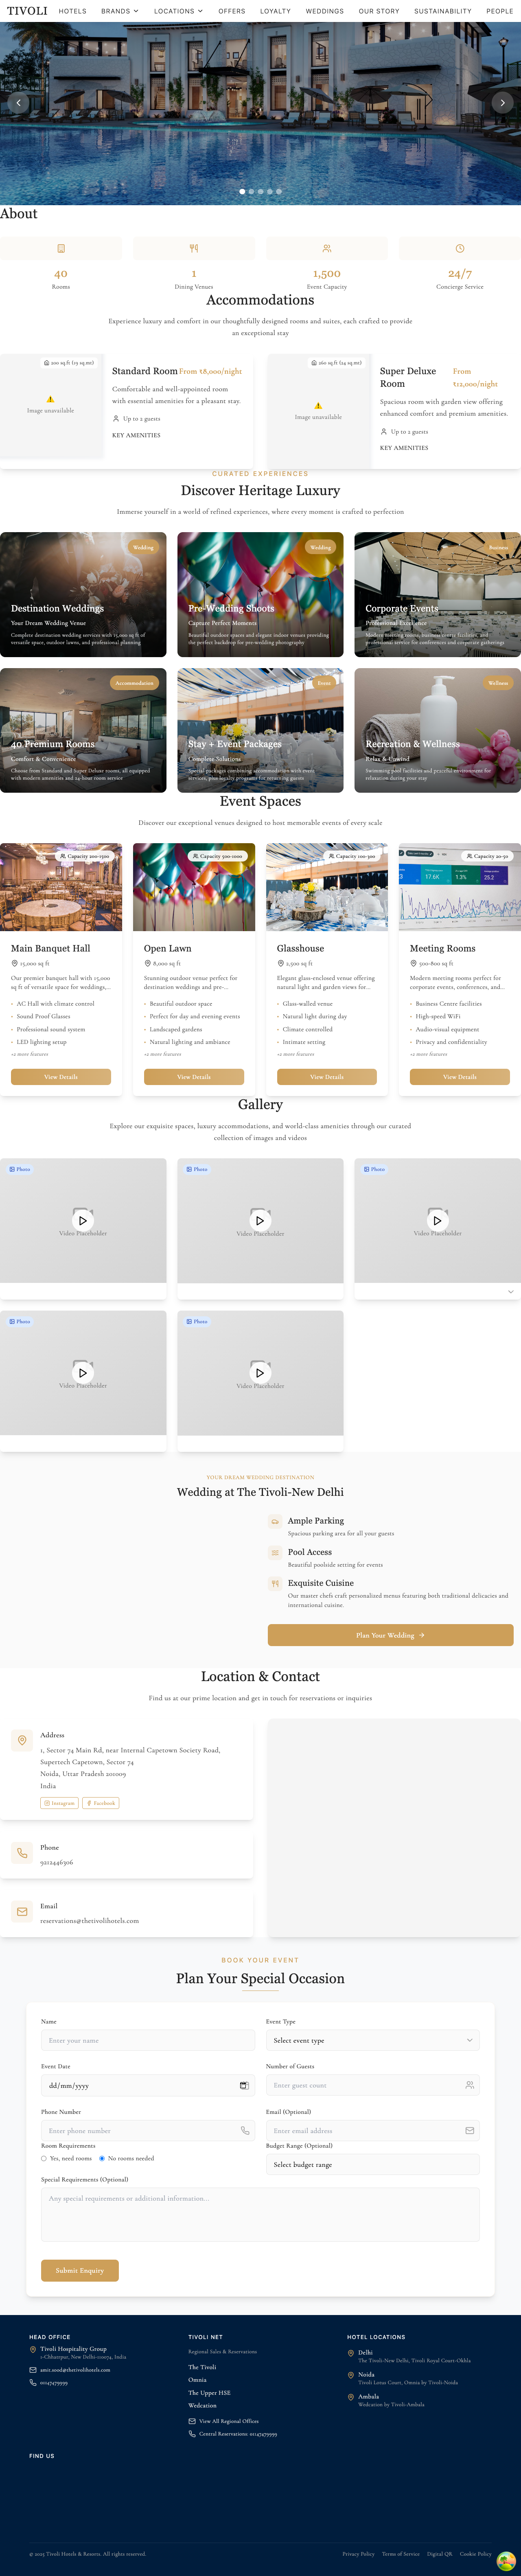 TIVOLI HOTELS BRANDS LOCATIONS OFFERS LOYALTY WEDDINGS OUR STORY SUSTAINABILITY PEOPLE
About
40 1 1,500 24/7
Rooms Dining Venues Event Capacity Concierge Service
Accommodations
Experience luxury and comfort in our thoughtfully designed rooms and suites, each crafted to provide
an exceptional stay
200 sq ft (19 sq mt)
Image unavailable
Standard Room From ₹8,000/night
Comfortable and well-appointed room
with essential amenities for a pleasant stay.
Up to 2 guests
KEY AMENITIES
260 sq ft (24 sq mt)
Image unavailable
Super Deluxe
Room
From
₹12,000/night
Spacious room with garden view offering
enhanced comfort and premium amenities.
Up to 2 guests
KEY AMENITIES
CURATED EXPERIENCES
Discover Heritage Luxury
Immerse yourself in a world of refined experiences, where every moment is crafted to perfection
Wedding
Destination Weddings
Your Dream Wedding Venue
Complete destination wedding services with 15,000 sq ft of
versatile space, outdoor lawns, and professional planning
Wedding
Pre-Wedding Shoots
Capture Perfect Moments
Beautiful outdoor spaces and elegant indoor venues providing
the perfect backdrop for pre-wedding photography
Business
Corporate Events
Professional Excellence
Modern meeting rooms, business centre facilities, and
professional service for conferences and corporate gatherings
Accommodation
40 Premium Rooms
Comfort & Convenience
Choose from Standard and Super Deluxe rooms, all equipped
with modern amenities and 24-hour room service
Event
Stay + Event Packages
Complete Solutions
Special packages combining accommodation with event
services, plus loyalty programs for returning guests
Wellness
Recreation & Wellness
Relax & Unwind
Swimming pool facilities and peaceful environment for
relaxation during your stay
Event Spaces
Discover our exceptional venues designed to host memorable events of every scale
Capacity 200-1500
Main Banquet Hall
15,000 sq ft
Our premier banquet hall with 15,000
sq ft of versatile space for weddings,...
• AC Hall with climate control
• Sound Proof Glasses
• Professional sound system
• LED lighting setup
+2 more features
View Details
Capacity 500-1000
Open Lawn
8,000 sq ft
Stunning outdoor venue perfect for
destination weddings and pre-...
• Beautiful outdoor space
• Perfect for day and evening events
• Landscaped gardens
• Natural lighting and ambiance
+2 more features
View Details
Capacity 100-300
Glasshouse
2,500 sq ft
Elegant glass-enclosed venue offering
natural light and garden views for...
• Glass-walled venue
• Natural light during day
• Climate controlled
• Intimate setting
+2 more features
View Details
17.6K 1.3% 25.2
Capacity 20-50
Meeting Rooms
500-800 sq ft
Modern meeting rooms perfect for
corporate events, conferences, and...
• Business Centre facilities
• High-speed WiFi
• Audio-visual equipment
• Privacy and confidentiality
+2 more features
View Details
Gallery
Explore our exquisite spaces, luxury accommodations, and world-class amenities through our curated
collection of images and videos
Photo Photo Photo
Video Placeholder Video Placeholder Video Placeholder
Photo Photo
Video Placeholder Video Placeholder
YOUR DREAM WEDDING DESTINATION
Wedding at The Tivoli-New Delhi
Ample Parking
Spacious parking area for all your guests
Pool Access
Beautiful poolside setting for events
Exquisite Cuisine
Our master chefs craft personalized menus featuring both traditional delicacies and
international cuisine.
Plan Your Wedding
Location & Contact
Find us at our prime location and get in touch for reservations or inquiries
Address
1, Sector 74 Main Rd, near Internal Capetown Society Road,
Supertech Capetown, Sector 74
Noida, Uttar Pradesh 201009
India
Instagram Facebook
Phone
9212446306
Email
reservations@thetivolihotels.com
BOOK YOUR EVENT
Plan Your Special Occasion
Name Event Type
Enter your name Select event type
Event Date Number of Guests
dd/mm/yyyy Enter guest count
Phone Number Email (Optional)
Enter phone number Enter email address
Room Requirements Budget Range (Optional)
Yes, need rooms No rooms needed Select budget range
Special Requirements (Optional)
Any special requirements or additional information...
Submit Enquiry
HEAD OFFICE
Tivoli Hospitality Group
1-Chhatrpur, New Delhi-110074, India
amit.sood@thetivolihotels.com
01147479999
TIVOLI NET
Regional Sales & Reservations
The Tivoli
Omnia
The Upper HSE
Wedcation
View All Regional Offices
Central Reservations: 01147479999
HOTEL LOCATIONS
Delhi
The Tivoli-New Delhi, Tivoli Royal Court-Okhla
Noida
Tivoli Lotus Court, Omnia by Tivoli-Noida
Ambala
Wedcation by Tivoli-Ambala
FIND US
© 2025 Tivoli Hotels & Resorts. All rights reserved. Privacy Policy Terms of Service Digital QR Cookie Policy